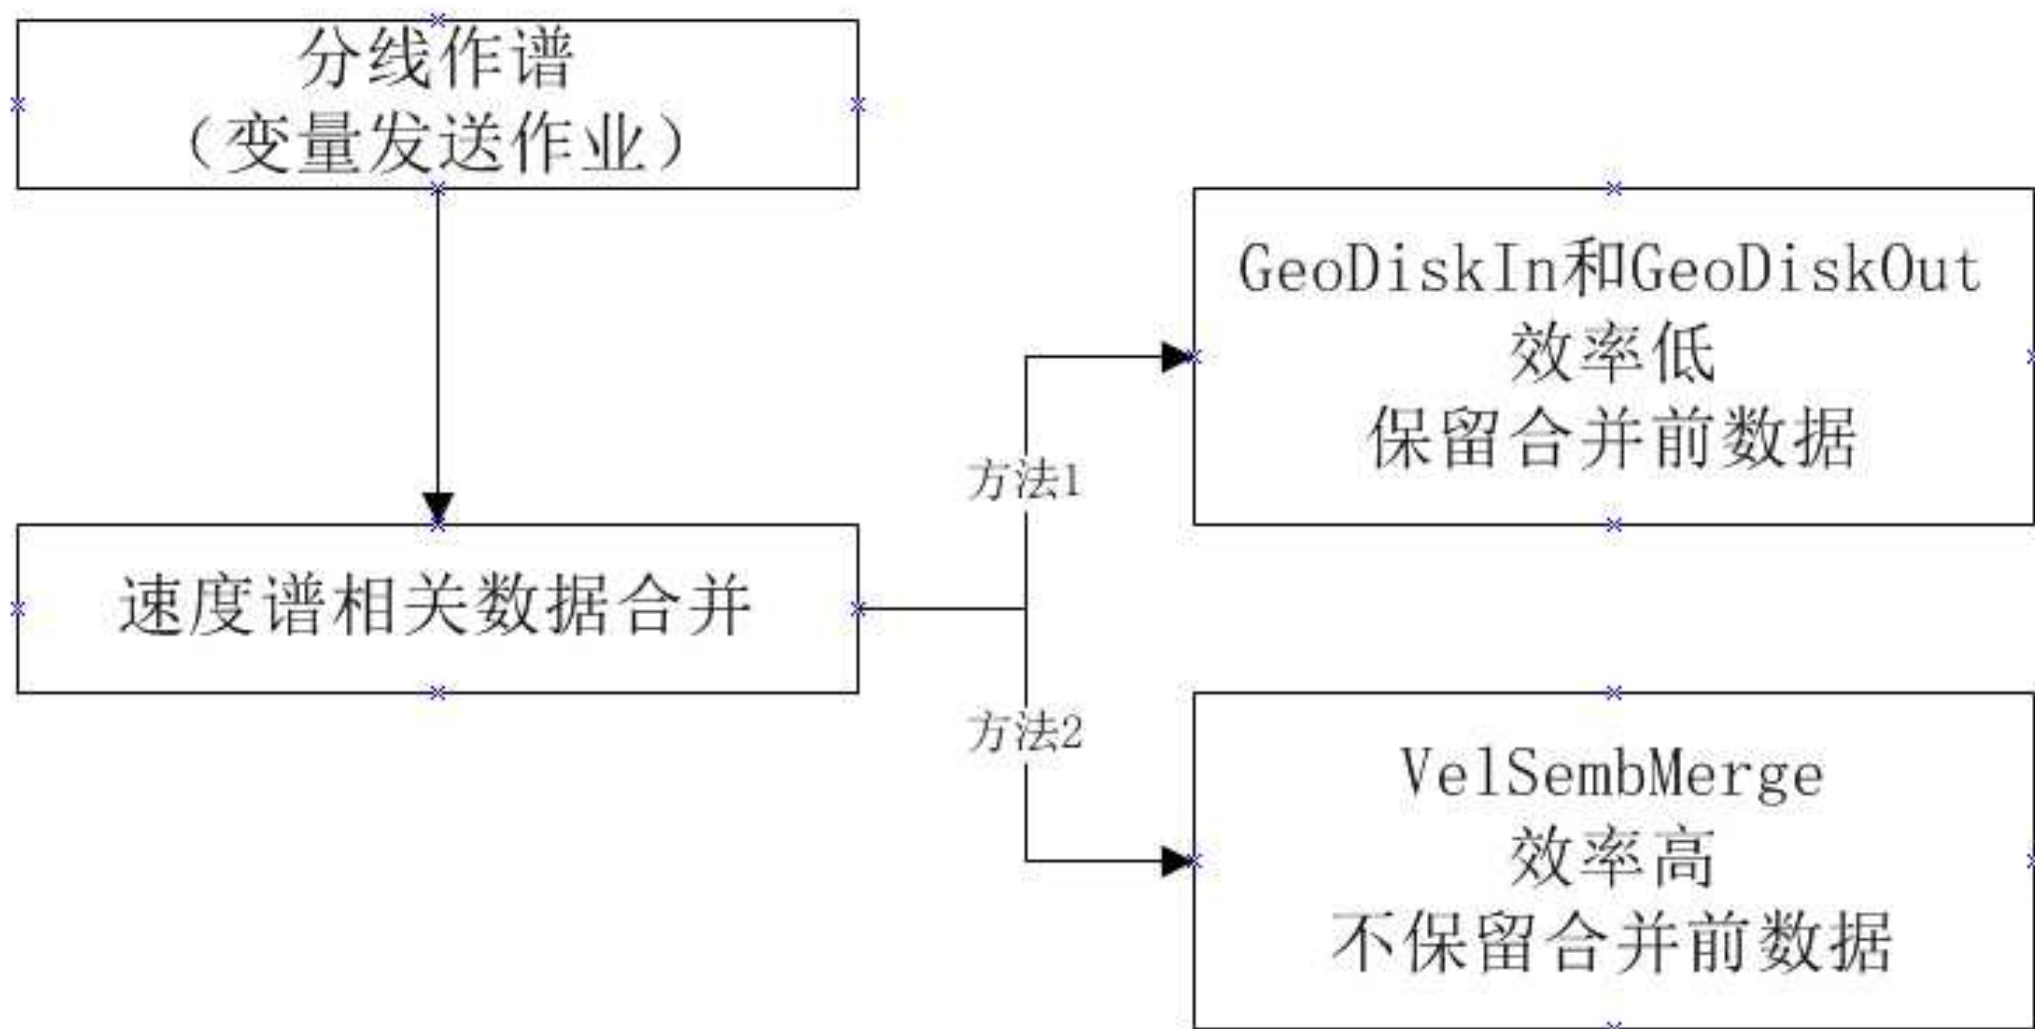 分线作谱
（变量发送作业）
GeoDiskIn和GeoDiskOut
效率低
保留合并前数据
方法1
速度谱相关数据合并
方法2
VelSembMerge
效率高
不保留合并前数据